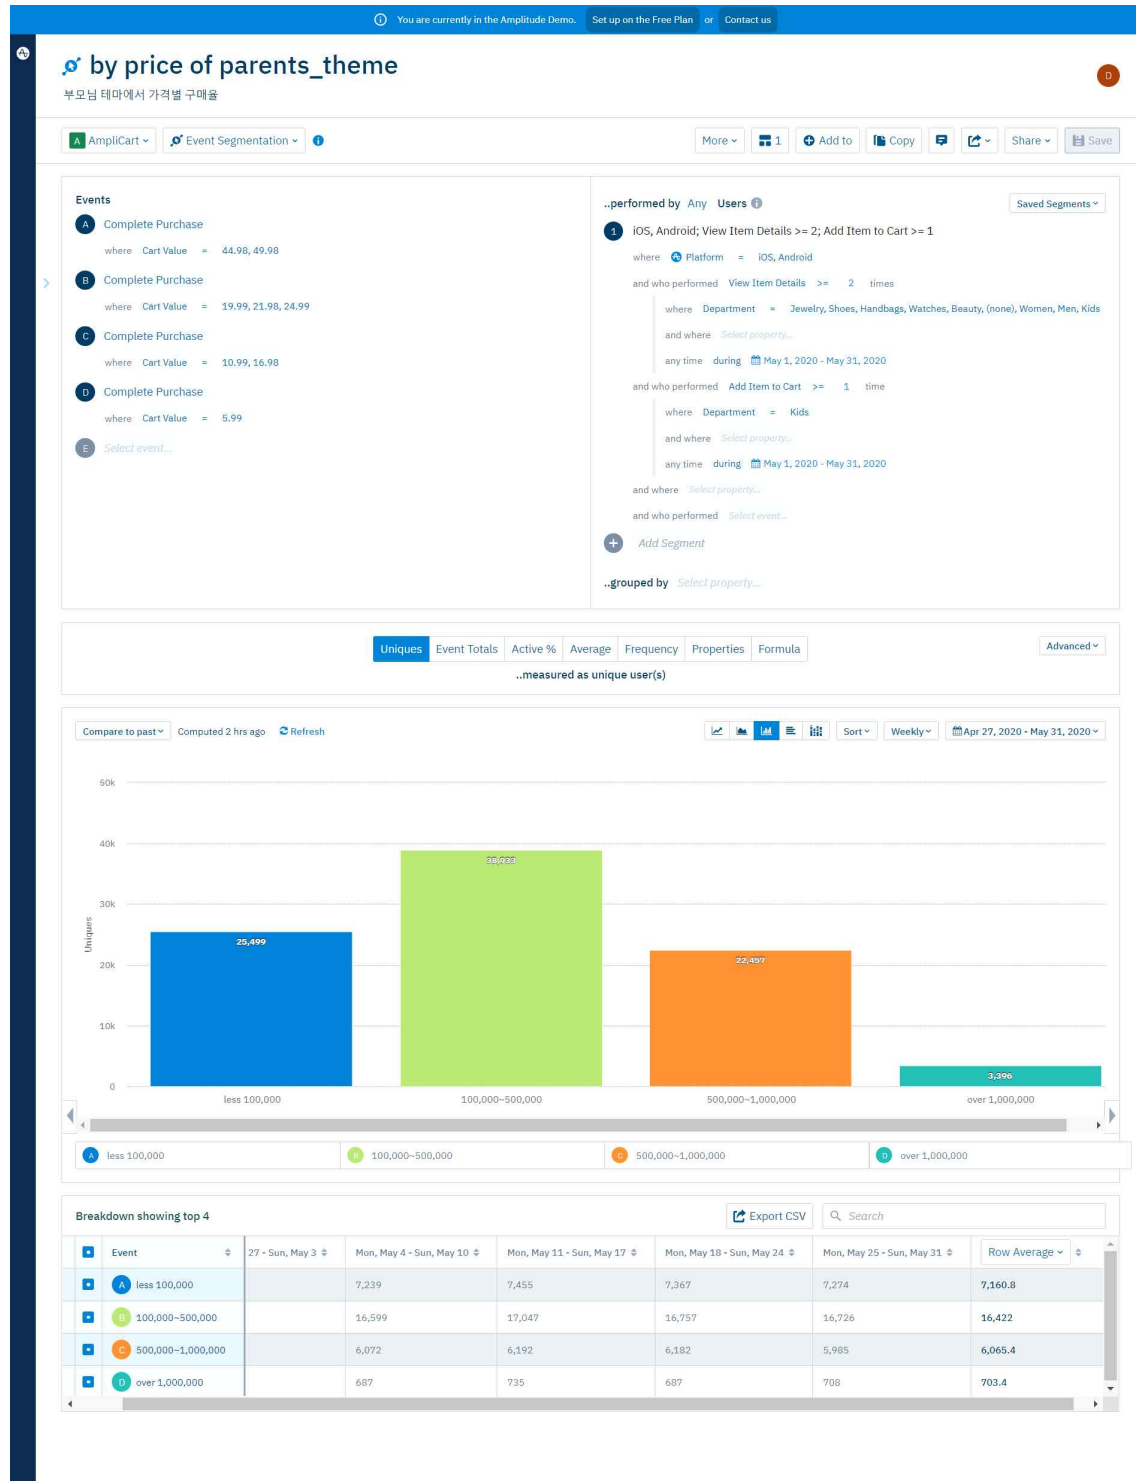 You are currently in the Amplitude Demo. Set up on the Free Plan or Contact us
by price of parents_theme
D
부모님 테마에서 가격별 구매율
A AmpliCart Event Segmentation More 1 Add to Copy Share Save
Events
A Complete Purchase
where Cart Value = 44.98, 49.98
B Complete Purchase
where Cart Value = 19.99, 21.98, 24.99
C Complete Purchase
where Cart Value = 10.99, 16.98
D Complete Purchase
where Cart Value = 5.99
E Select event...
..performed by Any Users Saved Segments
1 iOS, Android; View Item Details >= 2; Add Item to Cart >= 1
where Platform = iOS, Android
and who performed View Item Details >= 2 times
where Department = Jewelry, Shoes, Handbags, Watches, Beauty, (none), Women, Men, Kids
and where Select property...
any time during May 1, 2020 - May 31, 2020
and who performed Add Item to Cart >= 1 time
where Department = Kids
and where Select property...
any time during May 1, 2020 - May 31, 2020
and where Select property...
and who performed Select event...
+ Add Segment
..grouped by Select property...
Uniques Event Totals Active % Average Frequency Properties Formula Advanced
..measured as unique user(s)
Compare to past Computed 2 hrs ago Refresh Sort Weekly Apr 27, 2020 - May 31, 2020
50k
40k
38,933
30k
Uniques
25,499
22,457
20k
10k
3,396
0
less 100,000 100,000~500,000 500,000~1,000,000 over 1,000,000
A less 100,000 B 100,000~500,000 C 500,000~1,000,000 D over 1,000,000
Breakdown showing top 4 Export CSV Search
Event 27 - Sun, May 3 Mon, May 4 - Sun, May 10 Mon, May 11 - Sun, May 17 Mon, May 18 - Sun, May 24 Mon, May 25 - Sun, May 31 Row Average
A less 100,000 7,239 7,455 7,367 7,274 7,160.8
B 100,000~500,000 16,599 17,047 16,757 16,726 16,422
C 500,000~1,000,000 6,072 6,192 6,182 5,985 6,065.4
D over 1,000,000 687 735 687 708 703.4